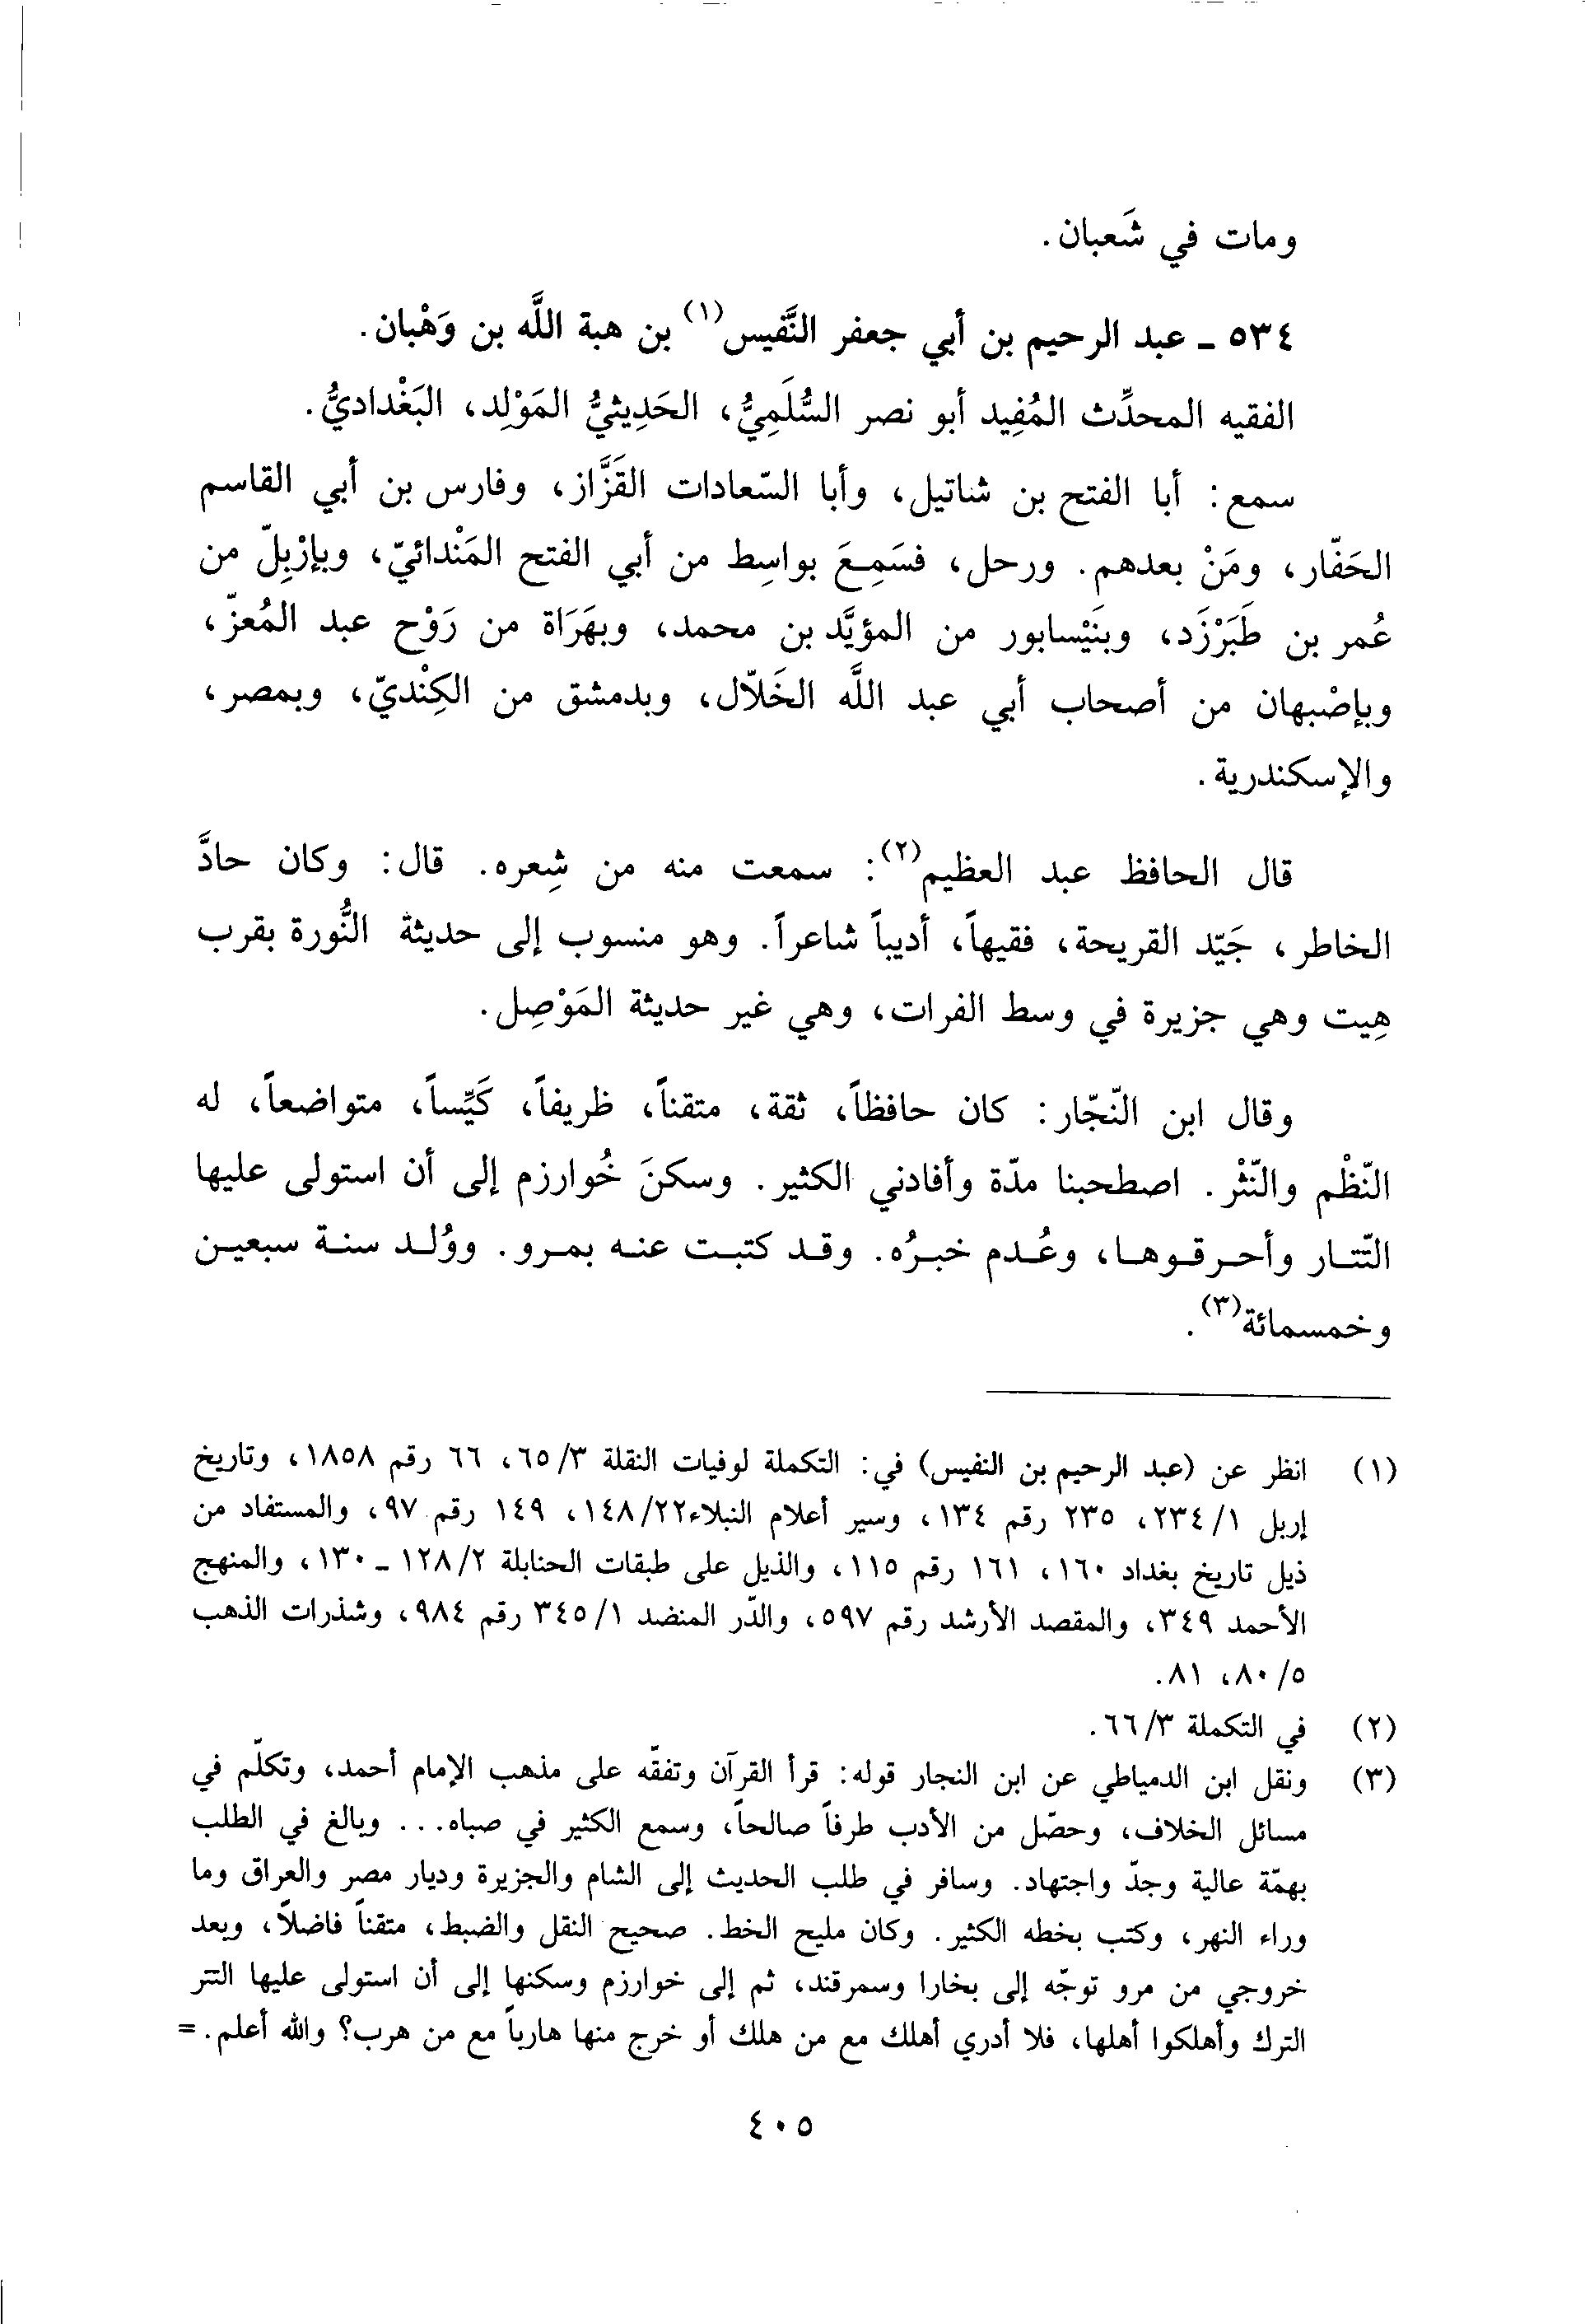 ومات في شَعبان.
٥٣٤ ـ عبد الرحيم بن أبي جعفر النَّفيس(١) بن هبة اللَّه بن وَهْبان.
الفقيه المحدِّث المُفِيد أبو نصر السُّلَمِيُّ، الحَدِيثيُّ المَوْلِد، البَغْداديُّ.
سمع: أبا الفتح بن شاتيل، وأبا السّعادات القَزَّاز، وفارس بن أبي القاسم
الحَفّار، ومَنْ بعدهم. ورحل، فسَمِعَ بواسِط من أبي الفتح المَنْدائيّ، وبإرْبِلّ من
عُمر بن طَبَرْزَد، وبنَيْسابور من المؤيَّد بن محمد، وبهَرَاة من رَوْح عبد المُعزّ،
وبإصْبهان من أصحاب أبي عبد اللَّه الخَلاّل، وبدمشق من الكِنْديّ، وبمصر،
والإسكندرية.
قال الحافظ عبد العظيم(٢): سمعت منه من شِعره. قال: وكان حادَّ
الخاطر، جَيّد القريحة، فقيهاً، أديباً شاعراً. وهو منسوب إلى حديثة النُّورة بقرب
هِيت وهي جزيرة في وسط الفرات، وهي غير حديثة المَوْصِل.
وقال ابن النّجّار: كان حافظاً، ثقة، متقناً، ظريفاً، كَيِّساً، متواضعاً، له
النّظْم والنّثْر. اصطحبنا مدّة وأفادني الكثير. وسكنَ خُوارزم إلى أن استولى عليها
التّتـار وأحـرقـوهـا، وعُـدم خبـرُه. وقـد كتبـت عنـه بمـرو. ووُلـد سنـة سبعيـن
وخمسمائة(٣).
(١) انظر عن (عبد الرحيم بن النفيس) في: التكملة لوفيات النقلة ٣/ ٦٥، ٦٦ رقم ١٨٥٨، وتاريخ
إربل ١/ ٢٣٤، ٢٣٥ رقم ١٣٤، وسير أعلام النبلاء٢٢/ ١٤٨، ١٤٩ رقم ٩٧، والمستفاد من
ذيل تاريخ بغداد ١٦٠، ١٦١ رقم ١١٥، والذيل على طبقات الحنابلة ٢/ ١٢٨ ـ ١٣٠، والمنهج
الأحمد ٣٤٩، والمقصد الأرشد رقم ٥٩٧، والدّر المنضد ١/ ٣٤٥ رقم ٩٨٤، وشذرات الذهب
٥/ ٨٠، ٨١.
(٢) في التكملة ٣/ ٦٦.
(٣) ونقل ابن الدمياطي عن ابن النجار قوله: قرأ القرآن وتفقّه على مذهب الإمام أحمد، وتكلّم في
مسائل الخلاف، وحصّل من الأدب طرفاً صالحاً، وسمع الكثير في صباه... وبالغ في الطلب
بهمّة عالية وجدّ واجتهاد. وسافر في طلب الحديث إلى الشام والجزيرة وديار مصر والعراق وما
وراء النهر، وكتب بخطه الكثير. وكان مليح الخط. صحيح النقل والضبط، متقناً فاضلاً، وبعد
خروجي من مرو توجّه إلى بخارا وسمرقند، ثم إلى خوارزم وسكنها إلى أن استولى عليها التتر
الترك وأهلكوا أهلها، فلا أدري أهلك مع من هلك أو خرج منها هارباً مع من هرب؟ والله أعلم. =
٤٠٥